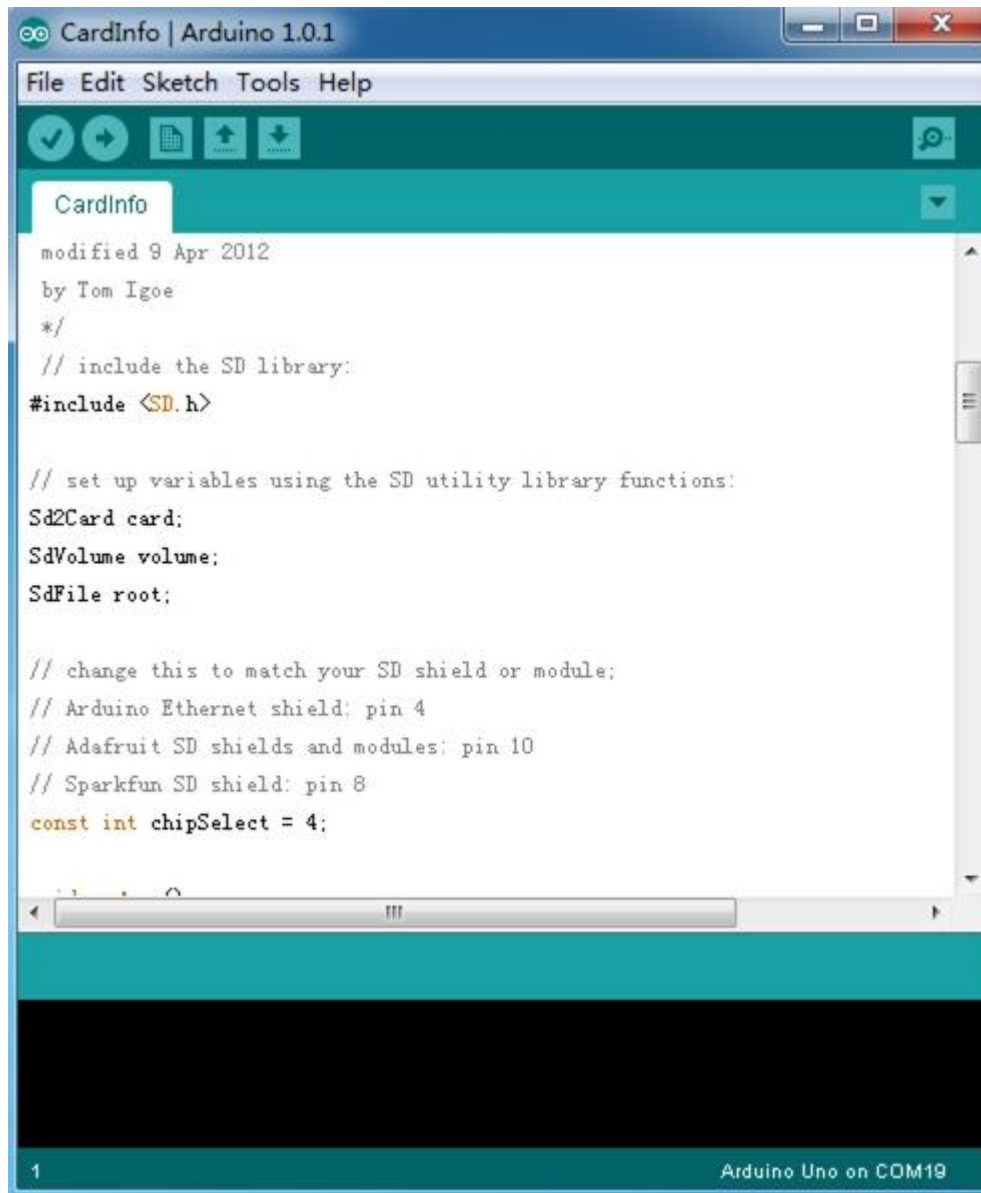 CardInfo | Arduino 1.0.1
File Edit Sketch Tools Help
CardInfo
modified 9 Apr 2012
by Tom Igoe
*/
// include the SD library:
#include <SD.h>
// set up variables using the SD utility library functions:
Sd2Card card;
SdVolume volume;
SdFile root;
// change this to match your SD shield or module;
// Arduino Ethernet shield: pin 4
// Adafruit SD shields and modules: pin 10
// Sparkfun SD shield: pin 8
const int chipSelect = 4;
1
Arduino Uno on COM19